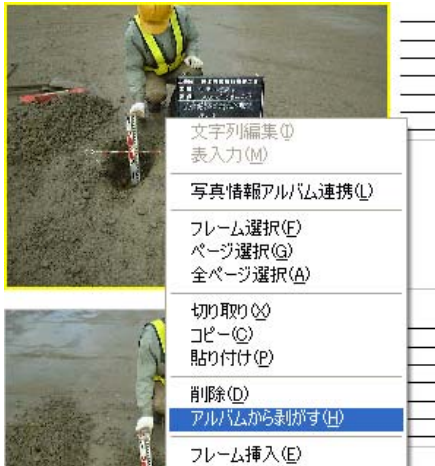 文字列編集(I)
表入力(M)
写真情報アルバム連携(L)
フレーム選択(F)
ページ選択(G)
全ページ選択(A)
切り取り(X)
コピー(C)
貼り付け(P)
削除(D)
アルバムから剥がす(H)
フレーム挿入(E)